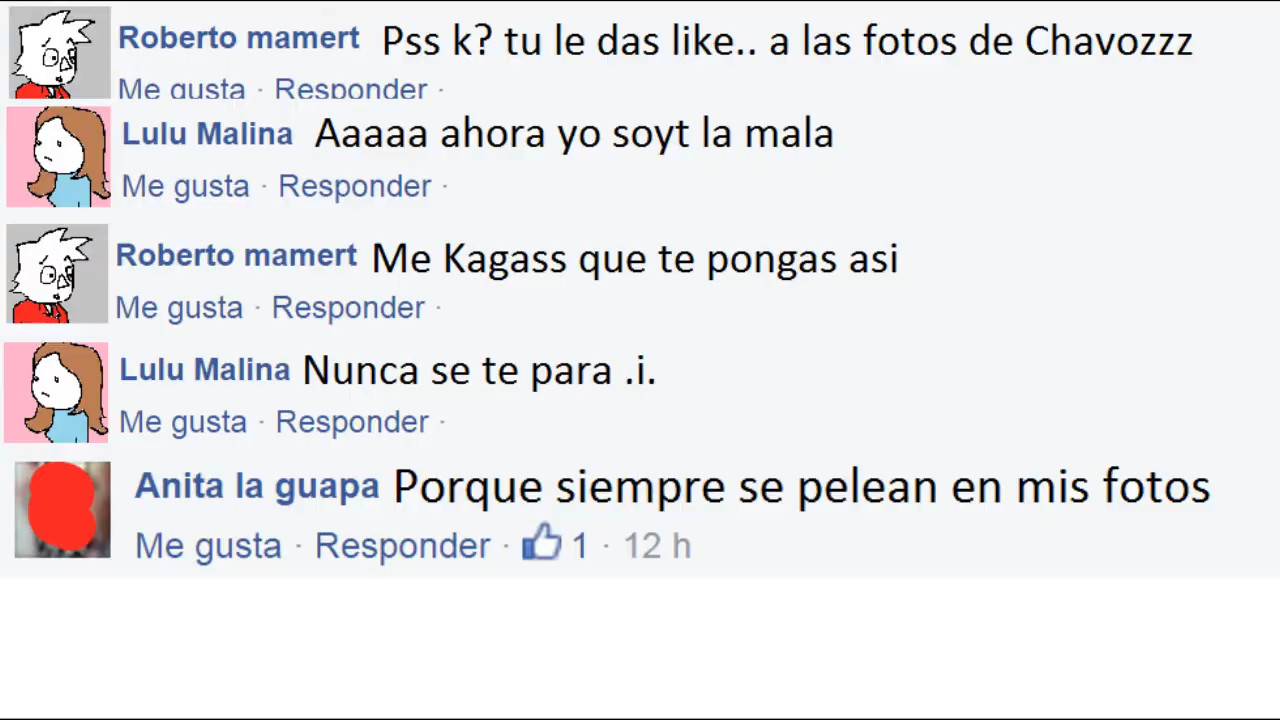 Roberto mamert Pss k? tu le das like.. a las fotos de Chavozzz
Me gusta · Responder ·
Lulu Malina Aaaaa ahora yo soyt la mala
Me gusta · Responder ·
Roberto mamert Me Kagass que te pongas asi
Me gusta · Responder ·
Lulu Malina Nunca se te para .i.
Me gusta · Responder ·
Anita la guapa Porque siempre se pelean en mis fotos
Me gusta · Responder · 1 · 12 h